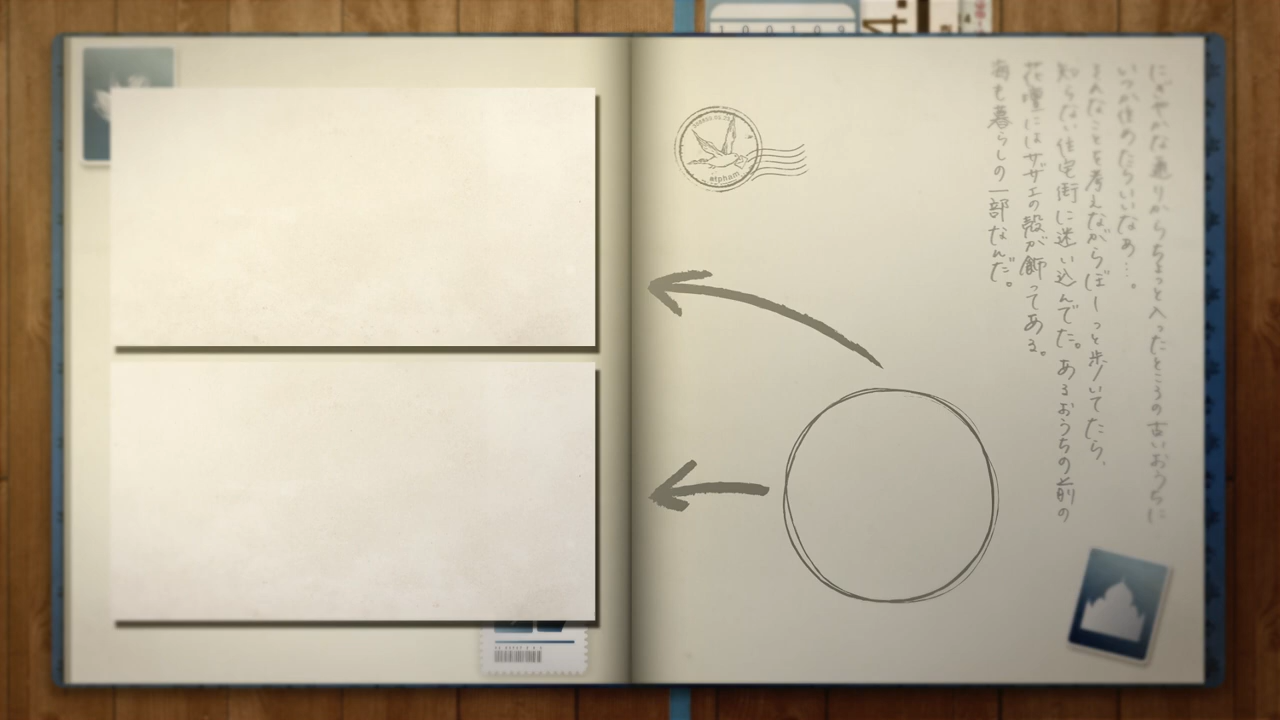 にぎやかな通りからちょっと入ったところの古いおうちに
いつか住めたらいいなぁ…。
そんなことを考えながらぼーっと歩いてたら、
知らない住宅街に迷い込んでた。あるおうちの前の
花壇にはサザエの殻が飾ってある。
海も暮らしの一部なんだ。
atpham
100109